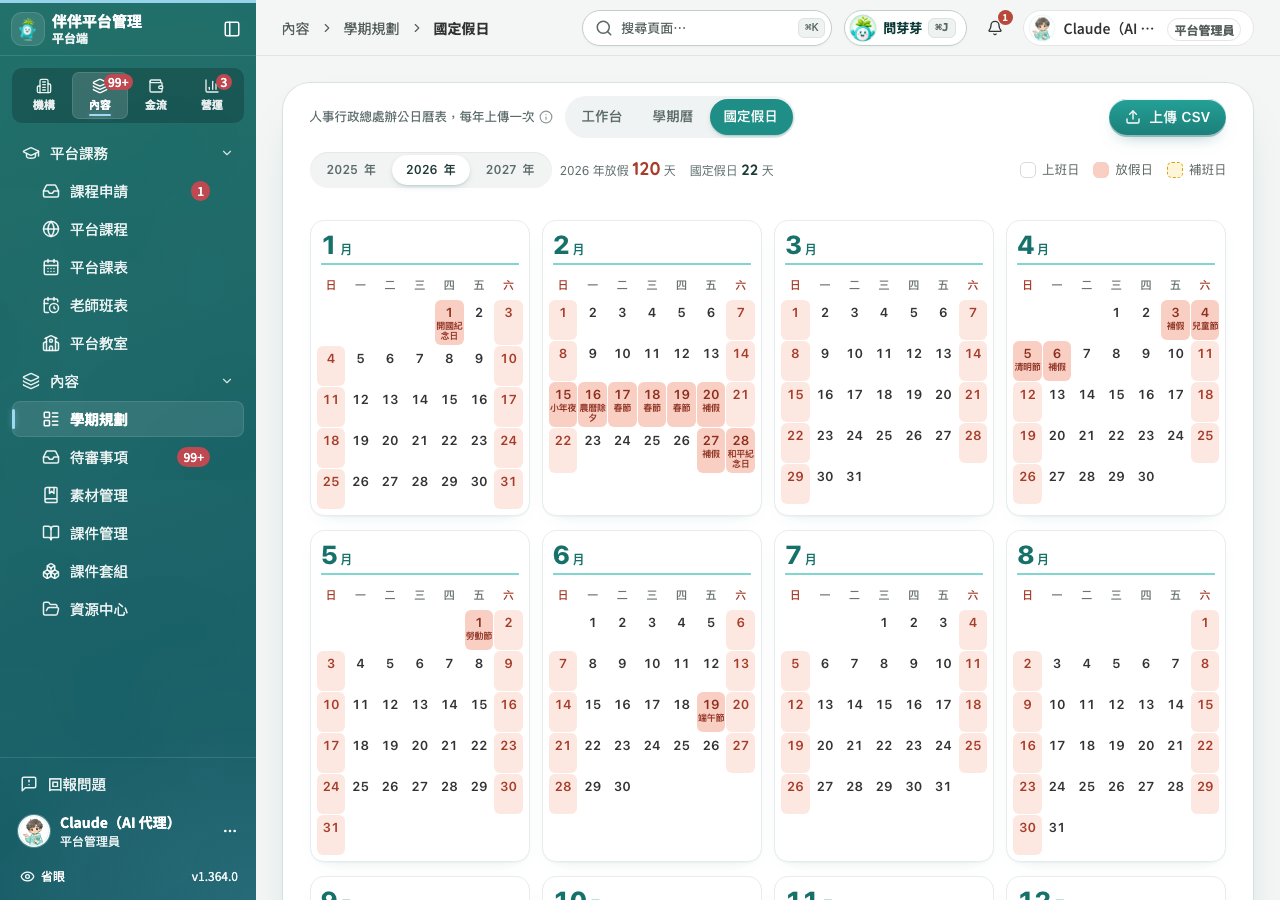 伴伴平台管理
平台端
機構
內容
99+
金流
營運
3
平台課務
課程申請
1
平台課程
平台課表
老師班表
平台教室
內容
學期規劃
待審事項
99+
素材管理
課件管理
課件套組
資源中心
回報問題
Claude（AI 代理）
平台管理員
省眼
v1.364.0
內容 > 學期規劃 > 國定假日
搜尋頁面…
⌘K
問芽芽
⌘J
1
Claude（AI …
平台管理員
人事行政總處辦公日曆表，每年上傳一次
工作台 學期曆 國定假日
上傳 CSV
2025 年 2026 年 2027 年
2026 年放假 120 天 國定假日 22 天
上班日 放假日 補班日
1 月
日 一 二 三 四 五 六
1 2 3
開國紀念日
4 5 6 7 8 9 10
11 12 13 14 15 16 17
18 19 20 21 22 23 24
25 26 27 28 29 30 31
2 月
日 一 二 三 四 五 六
1 2 3 4 5 6 7
8 9 10 11 12 13 14
15 16 17 18 19 20 21
小年夜 農曆除夕 春節 春節 春節 補假
22 23 24 25 26 27 28
補假 和平紀念日
3 月
日 一 二 三 四 五 六
1 2 3 4 5 6 7
8 9 10 11 12 13 14
15 16 17 18 19 20 21
22 23 24 25 26 27 28
29 30 31
4 月
日 一 二 三 四 五 六
1 2 3 4
補假 兒童節
5 6 7 8 9 10 11
清明節 補假
12 13 14 15 16 17 18
19 20 21 22 23 24 25
26 27 28 29 30
5 月
日 一 二 三 四 五 六
1 2
勞動節
3 4 5 6 7 8 9
10 11 12 13 14 15 16
17 18 19 20 21 22 23
24 25 26 27 28 29 30
31
6 月
日 一 二 三 四 五 六
1 2 3 4 5 6
7 8 9 10 11 12 13
14 15 16 17 18 19 20
端午節
21 22 23 24 25 26 27
28 29 30
7 月
日 一 二 三 四 五 六
1 2 3 4
5 6 7 8 9 10 11
12 13 14 15 16 17 18
19 20 21 22 23 24 25
26 27 28 29 30 31
8 月
日 一 二 三 四 五 六
1
2 3 4 5 6 7 8
9 10 11 12 13 14 15
16 17 18 19 20 21 22
23 24 25 26 27 28 29
30 31
9 月
10 月
11 月
12 月